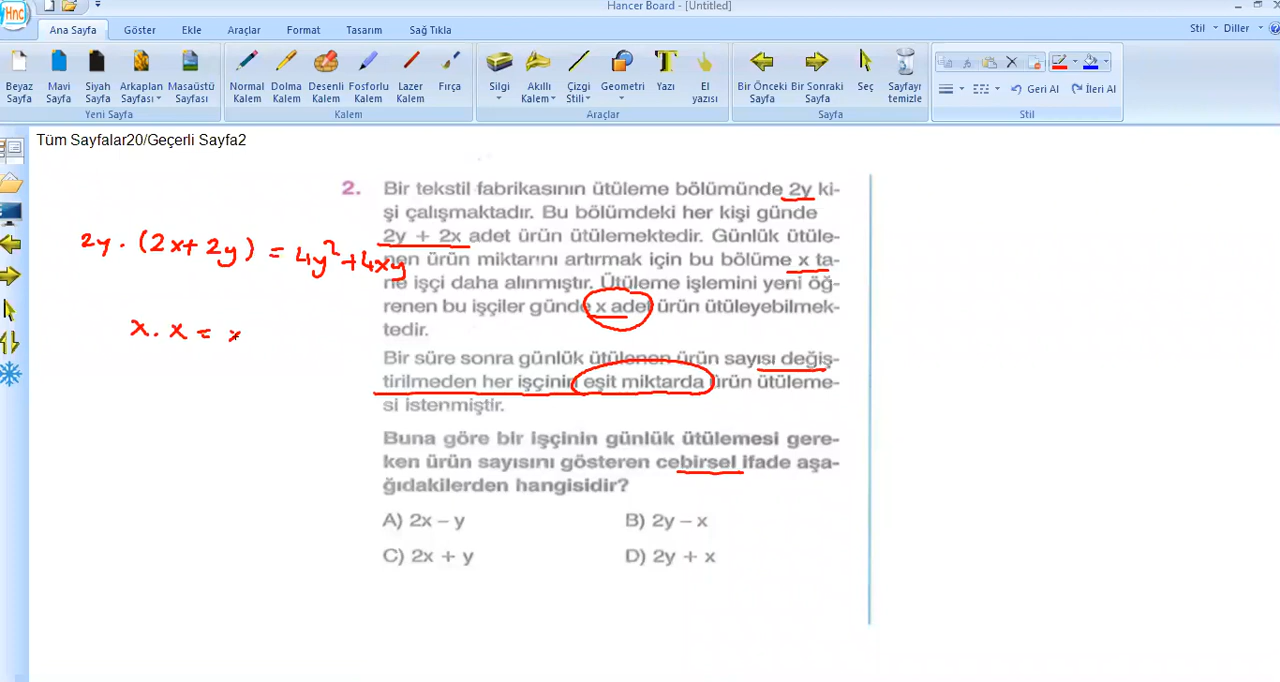 Hancer Board - [Untitled]
Hnc
Ana Sayfa Göster Ekle Araçlar Format Tasarım Sağ Tıkla Stil Diller
Beyaz Sayfa Mavi Sayfa Siyah Sayfa Arkaplan Sayfası Masaüstü Sayfası
Normal Kalem Dolma Kalem Desenli Kalem Fosforlu Kalem Lazer Kalem Fırça
Silgi Akıllı Kalem Çizgi Stili Geometri Yazı El yazısı
Bir Önceki Sayfa Bir Sonraki Sayfa Seç Sayfayı temizle
Geri Al İleri Al
Yeni Sayfa Kalem Araçlar Sayfa Stil
Tüm Sayfalar20/Geçerli Sayfa2
2. Bir tekstil fabrikasının ütüleme bölümünde 2y ki-
şi çalışmaktadır. Bu bölümdeki her kişi günde
2y + 2x adet ürün ütülemektedir. Günlük ütüle-
nen ürün miktarını artırmak için bu bölüme x ta-
ne işçi daha alınmıştır. Ütüleme işlemini yeni öğ-
renen bu işçiler günde x adet ürün ütüleyebilmek-
tedir.
Bir süre sonra günlük ütülenen ürün sayısı değiş-
tirilmeden her işçinin eşit miktarda ürün ütüleme-
si istenmiştir.
Buna göre bir işçinin günlük ütülemesi gere-
ken ürün sayısını gösteren cebirsel ifade aşa-
ğıdakilerden hangisidir?
A) 2x – y B) 2y – x
C) 2x + y D) 2y + x
2y . (2x + 2y) = 4y² + 4xy
x . x = x